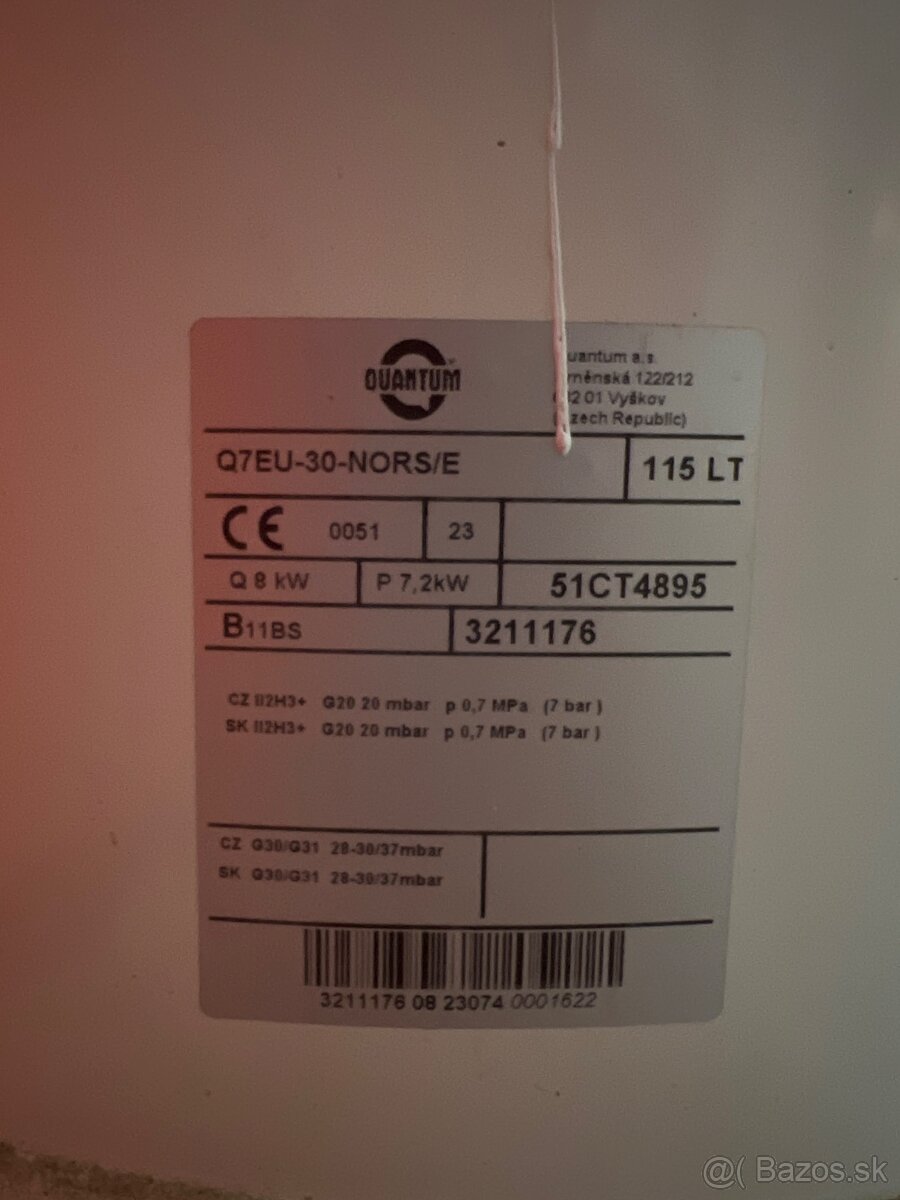 QUANTUM
uantum a.s.
měnská 122/212
2 01 Vyškov
zech Republic)
Q7EU-30-NORS/E
115 LT
CE 0051
23
Q 8 kW
P 7,2kW
51CT4895
B11BS
3211176
CZ II2H3+ G20 20 mbar p 0,7 MPa (7 bar )
SK II2H3+ G20 20 mbar p 0,7 MPa (7 bar )
CZ G30/G31 28-30/37mbar
SK G30/G31 28-30/37mbar
3211176 08 23074 0001622
@( Bazos.sk